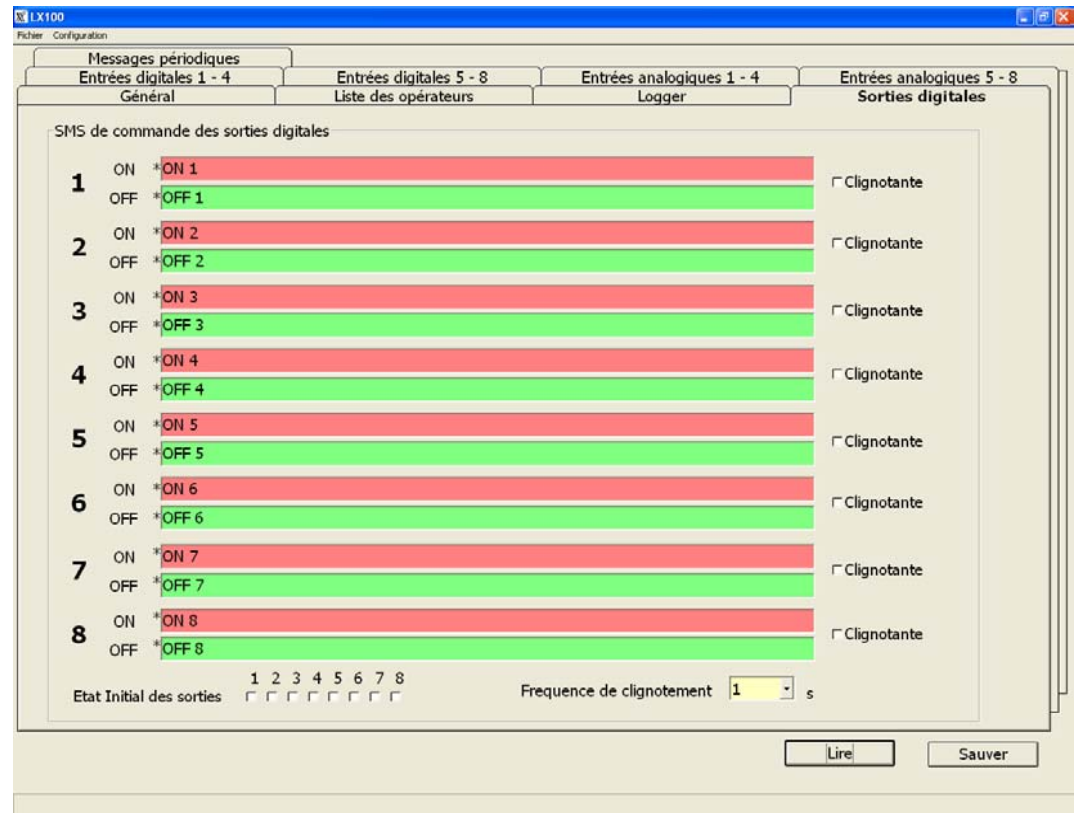 LX100
Fichier Configuration
Messages périodiques
Entrées digitales 1 - 4 Entrées digitales 5 - 8 Entrées analogiques 1 - 4 Entrées analogiques 5 - 8
Général Liste des opérateurs Logger Sorties digitales
SMS de commande des sorties digitales
1 ON *ON 1
OFF *OFF 1
Clignotante
2 ON *ON 2
OFF *OFF 2
Clignotante
3 ON *ON 3
OFF *OFF 3
Clignotante
4 ON *ON 4
OFF *OFF 4
Clignotante
5 ON *ON 5
OFF *OFF 5
Clignotante
6 ON *ON 6
OFF *OFF 6
Clignotante
7 ON *ON 7
OFF *OFF 7
Clignotante
8 ON *ON 8
OFF *OFF 8
Clignotante
1 2 3 4 5 6 7 8
Etat Initial des sorties Frequence de clignotement 1 s
Lire Sauver